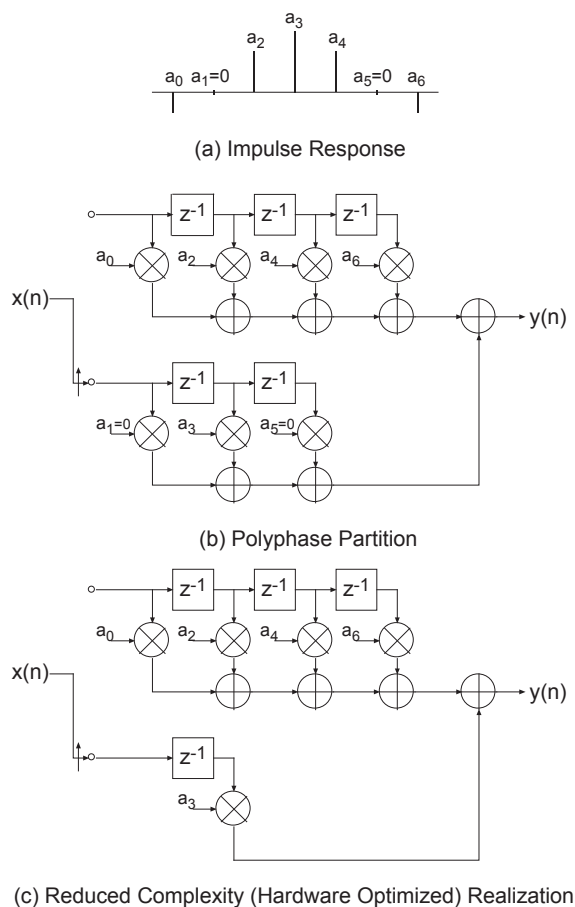 a3
a2 a4
a0 a1=0 a5=0 a6
(a) Impulse Response
z-1 z-1 z-1
a0 a2 a4 a6
x(n) y(n)
z-1 z-1
a1=0 a3 a5=0
(b) Polyphase Partition
z-1 z-1 z-1
a0 a2 a4 a6
x(n) y(n)
z-1
a3
(c) Reduced Complexity (Hardware Optimized) Realization